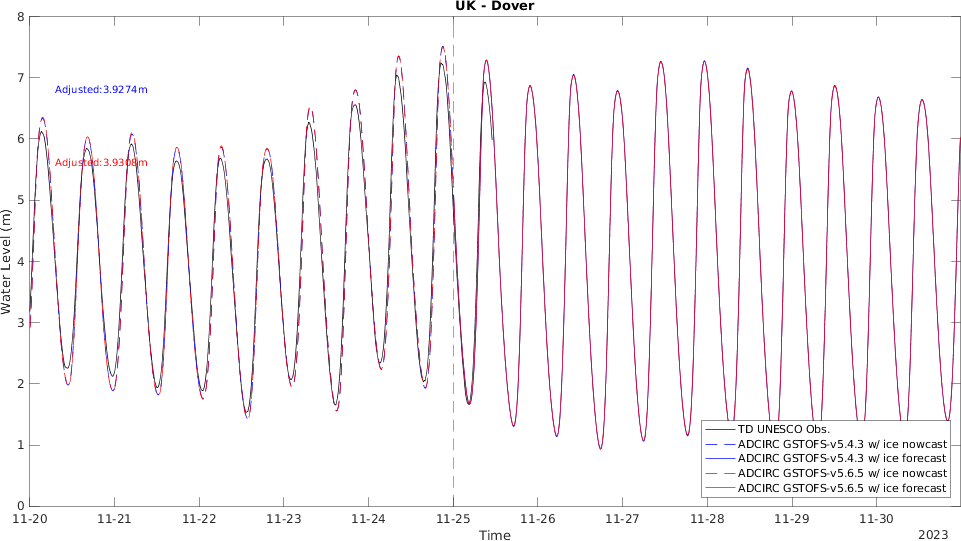 UK - Dover
8
7
6
5
4
3
2
1
0
Water Level (m)
Adjusted:3.9274m
Adjusted:3.9308m
TD UNESCO Obs.
ADCIRC GSTOFS-v5.4.3 w/ ice nowcast
ADCIRC GSTOFS-v5.4.3 w/ ice forecast
ADCIRC GSTOFS-v5.6.5 w/ ice nowcast
ADCIRC GSTOFS-v5.6.5 w/ ice forecast
11-20 11-21 11-22 11-23 11-24 11-25 11-26 11-27 11-28 11-29 11-30
Time
2023